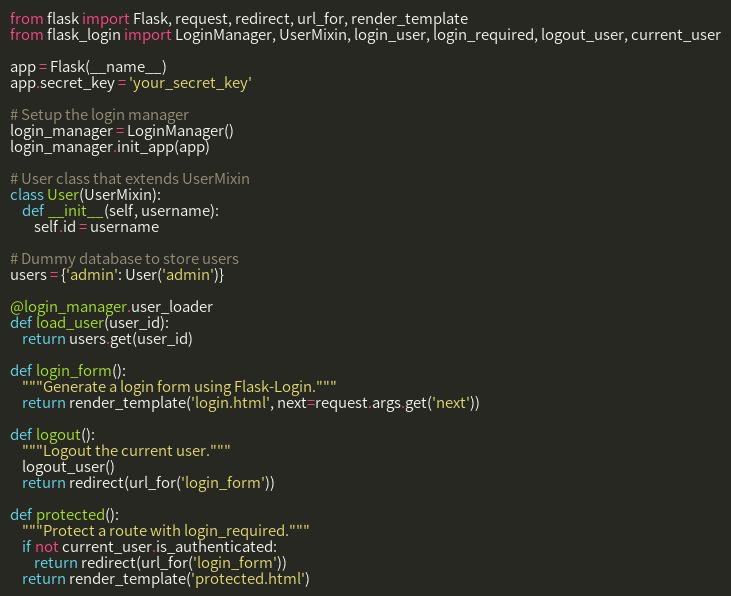 from flask import Flask, request, redirect, url_for, render_template
from flask_login import LoginManager, UserMixin, login_user, login_required, logout_user, current_user

app = Flask(__name__)
app.secret_key = 'your_secret_key'

# Setup the login manager
login_manager = LoginManager()
login_manager.init_app(app)

# User class that extends UserMixin
class User(UserMixin):
    def __init__(self, username):
        self.id = username

# Dummy database to store users
users = {'admin': User('admin')}

@login_manager.user_loader
def load_user(user_id):
    return users.get(user_id)

def login_form():
    """Generate a login form using Flask-Login."""
    return render_template('login.html', next=request.args.get('next'))

def logout():
    """Logout the current user."""
    logout_user()
    return redirect(url_for('login_form'))

def protected():
    """Protect a route with login_required."""
    if not current_user.is_authenticated:
        return redirect(url_for('login_form'))
    return render_template('protected.html')